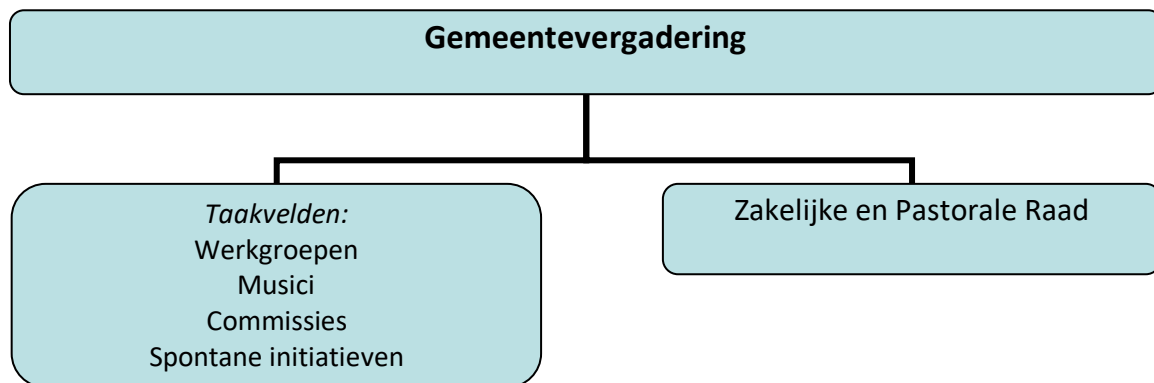 Gemeentevergadering
Taakvelden:
Werkgroepen
Musici
Commissies
Spontane initiatieven
Zakelijke en Pastorale Raad